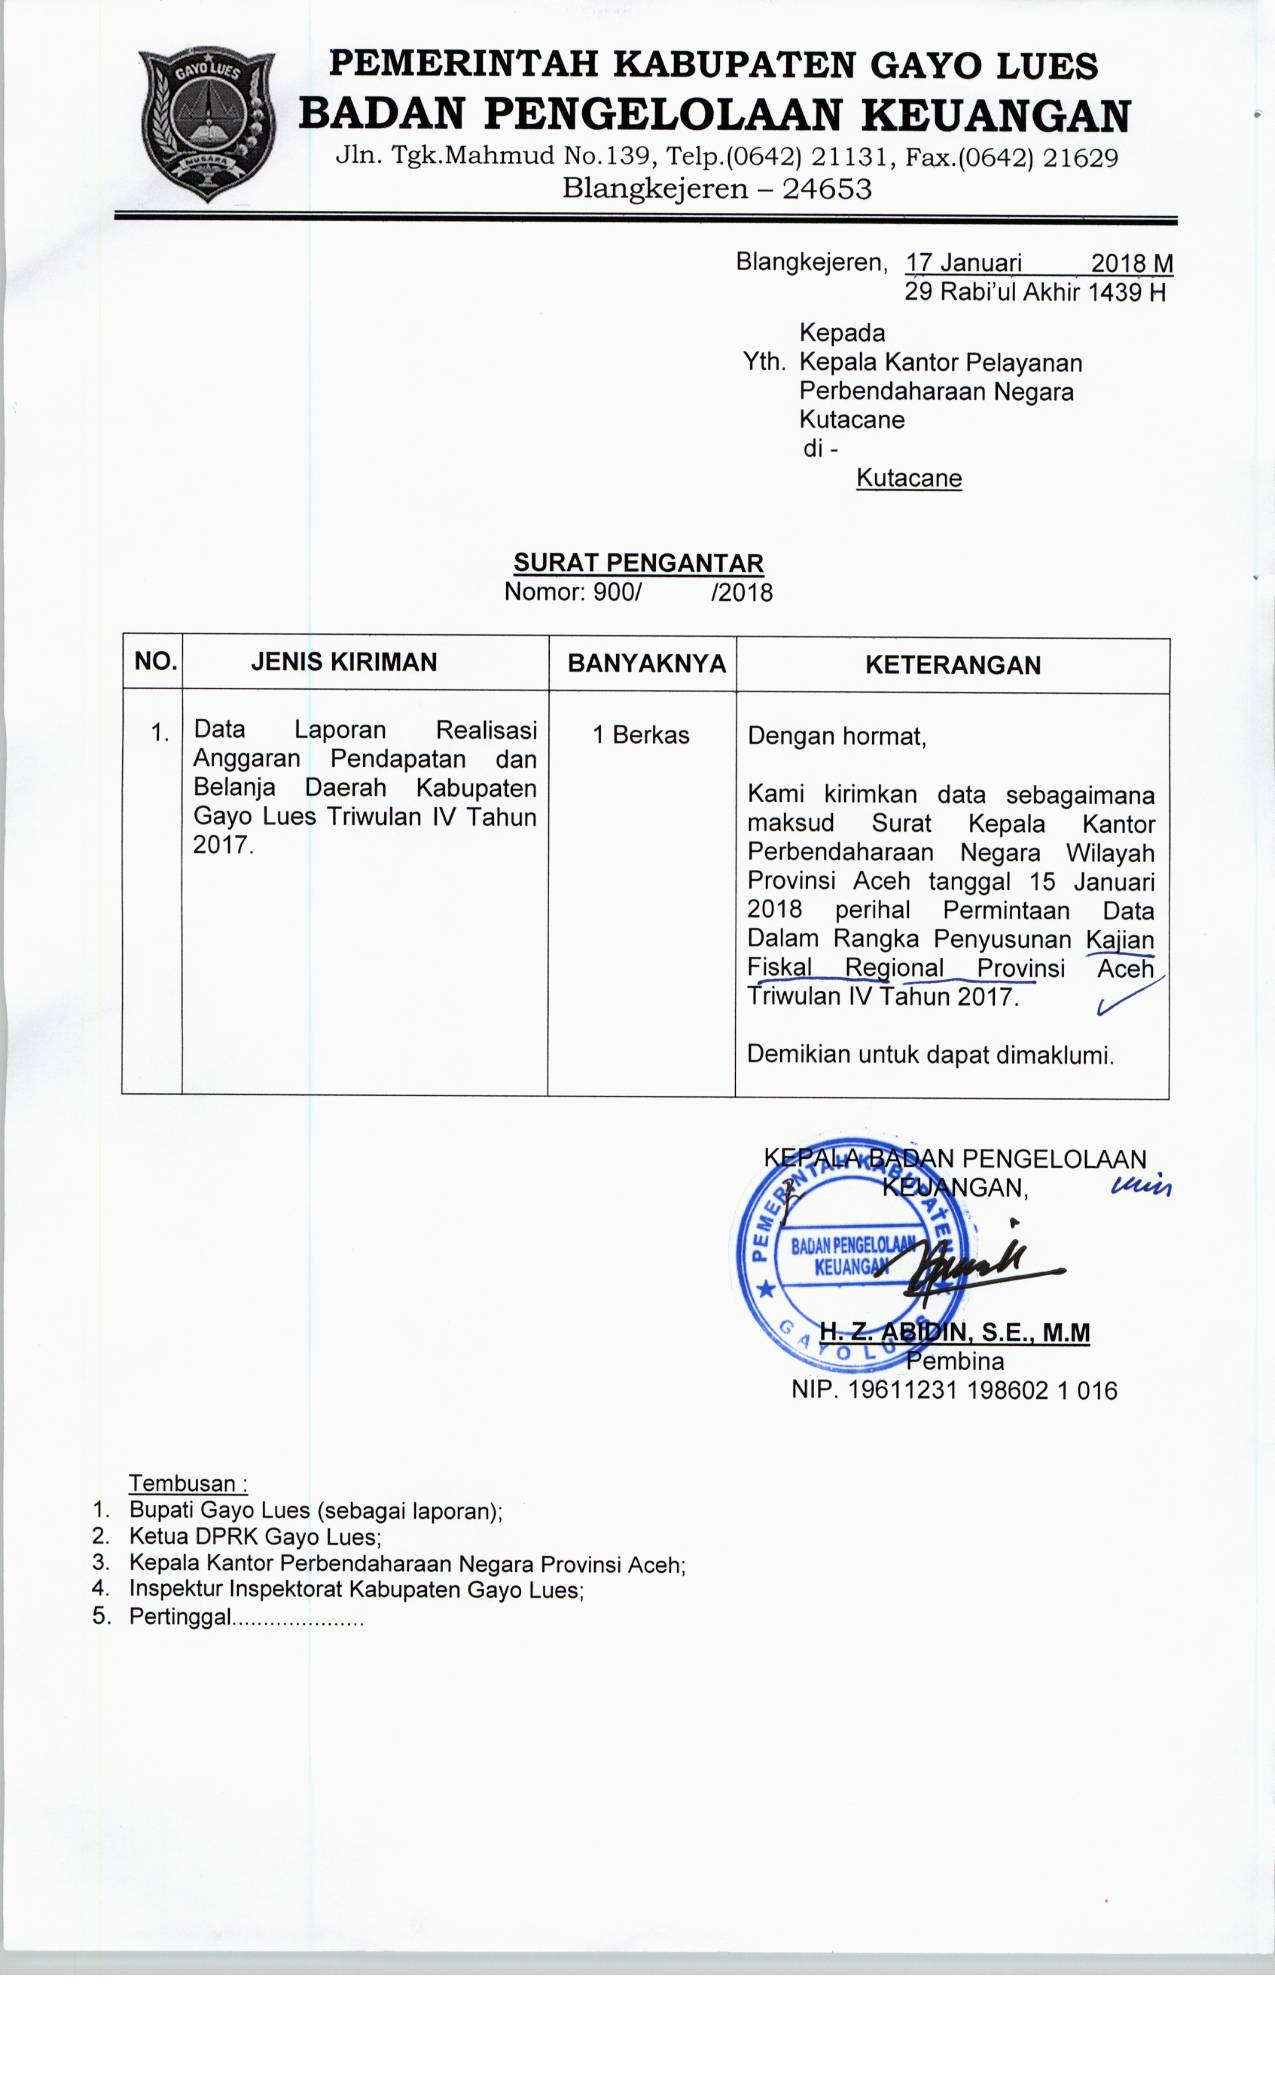 GAYO LUES
MUSARA
PEMERINTAH KABUPATEN GAYO LUES
BADAN PENGELOLAAN KEUANGAN
Jln. Tgk.Mahmud No.139, Telp.(0642) 21131, Fax.(0642) 21629
Blangkejeren – 24653
Blangkejeren, 17 Januari 2018 M
29 Rabi'ul Akhir 1439 H
Kepada
Yth. Kepala Kantor Pelayanan
Perbendaharaan Negara
Kutacane
di -
Kutacane
SURAT PENGANTAR
Nomor: 900/ /2018
NO. JENIS KIRIMAN BANYAKNYA KETERANGAN
1.
Data Laporan Realisasi
Anggaran Pendapatan dan
Belanja Daerah Kabupaten
Gayo Lues Triwulan IV Tahun
2017.
1 Berkas
Dengan hormat,
Kami kirimkan data sebagaimana
maksud Surat Kepala Kantor
Perbendaharaan Negara Wilayah
Provinsi Aceh tanggal 15 Januari
2018 perihal Permintaan Data
Dalam Rangka Penyusunan Kajian
Fiskal Regional Provinsi Aceh
Triwulan IV Tahun 2017.
Demikian untuk dapat dimaklumi.
KEPALA BADAN PENGELOLAAN
KEUANGAN,
PEMERINTAH KABUPATEN
BADAN PENGELOLAAN
KEUANGAN
GAYO LUES
H. Z. ABIDIN, S.E., M.M
Pembina
NIP. 19611231 198602 1 016
Tembusan :
1. Bupati Gayo Lues (sebagai laporan);
2. Ketua DPRK Gayo Lues;
3. Kepala Kantor Perbendaharaan Negara Provinsi Aceh;
4. Inspektur Inspektorat Kabupaten Gayo Lues;
5. Pertinggal.....................